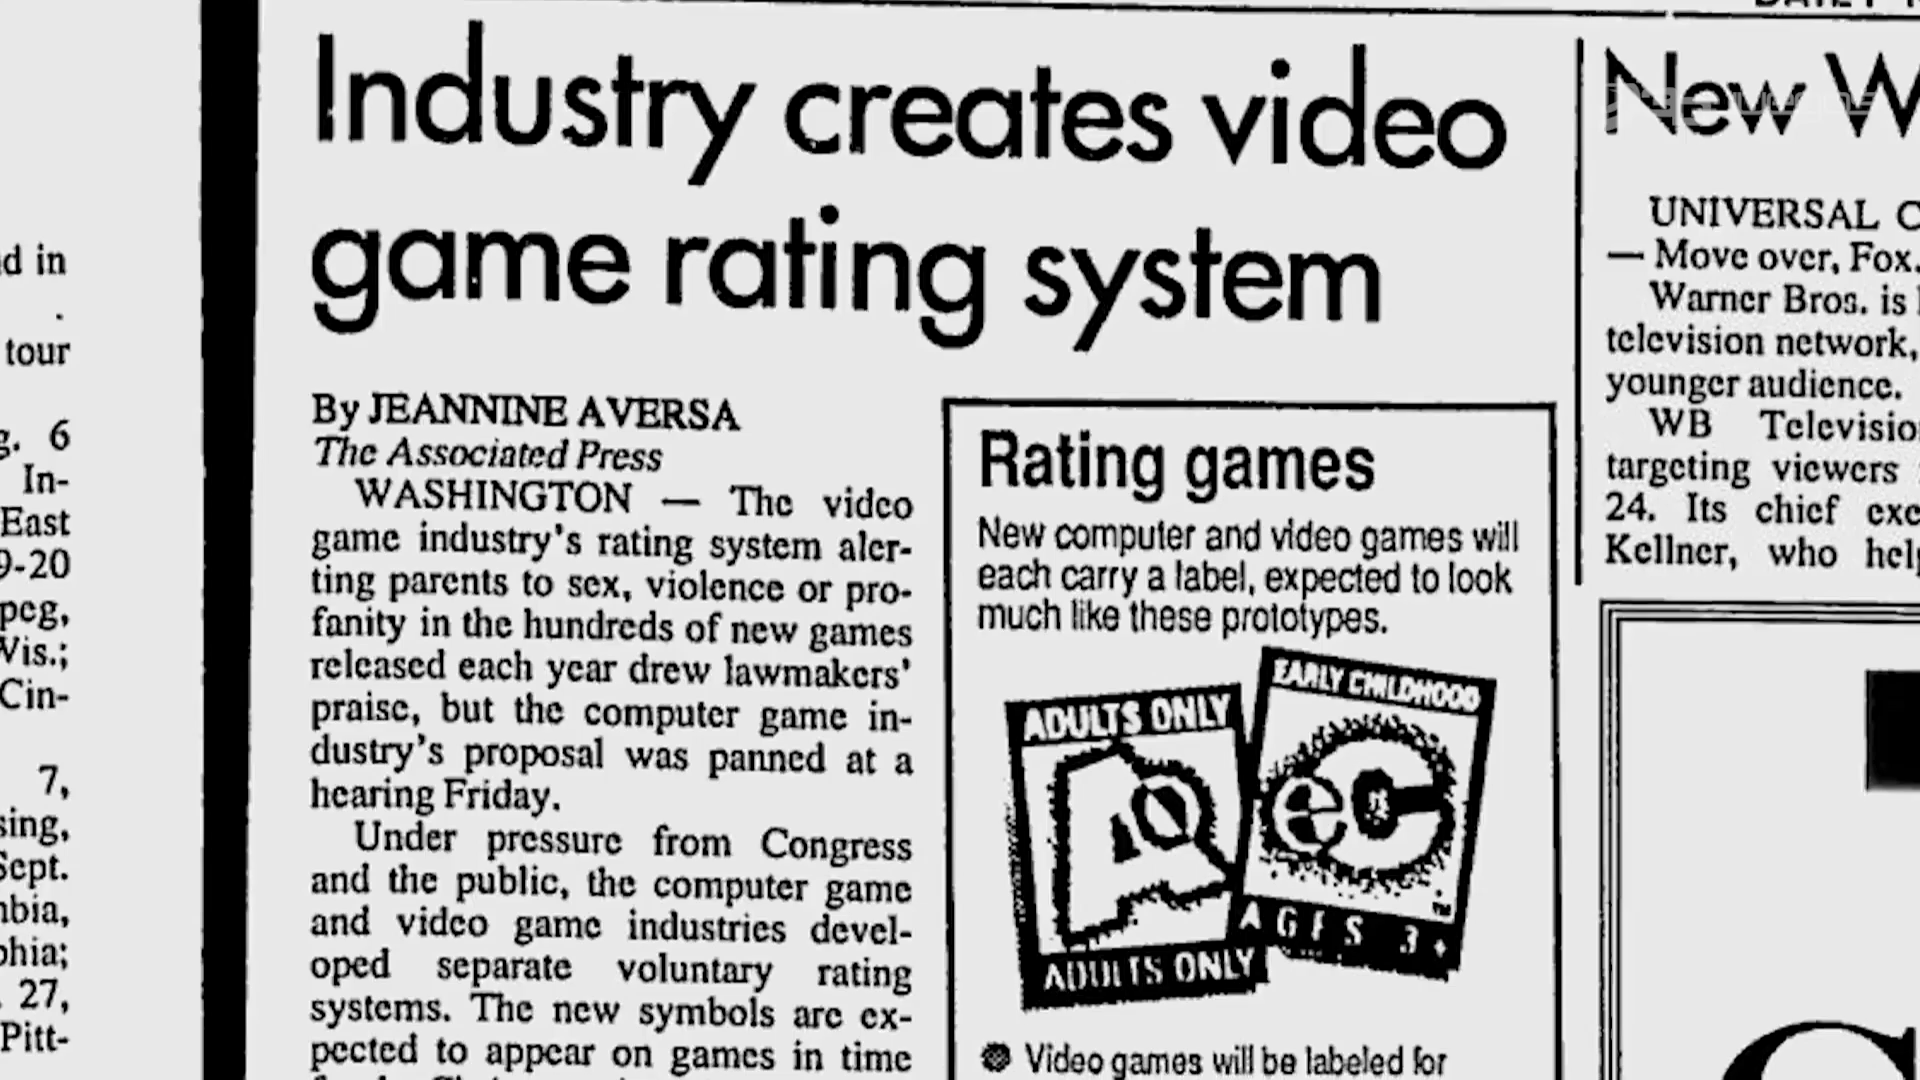 Industry creates video
game rating system
By JEANNINE AVERSA
The Associated Press
WASHINGTON — The video
game industry's rating system aler-
ting parents to sex, violence or pro-
fanity in the hundreds of new games
released each year drew lawmakers'
praise, but the computer game in-
dustry's proposal was panned at a
hearing Friday.
Under pressure from Congress
and the public, the computer game
and video game industries devel-
oped separate voluntary rating
systems. The new symbols are ex-
pected to appear on games in time
Rating games
New computer and video games will
each carry a label, expected to look
much like these prototypes.
ADULTS ONLY
AO
ADULTS ONLY
EARLY CHILDHOOD
eC
AGES 3+
Video games will be labeled for
New W
UNIVERSAL C
— Move over, Fox.
Warner Bros. is
television network,
younger audience.
WB Televisio
targeting viewers
24. Its chief exe
Kellner, who help
d in
.
tour
g. 6
In-
East
9-20
peg,
Wis.;
Cin-
7,
sing,
Sept.
mbia,
phia;
. 27,
Pitt-